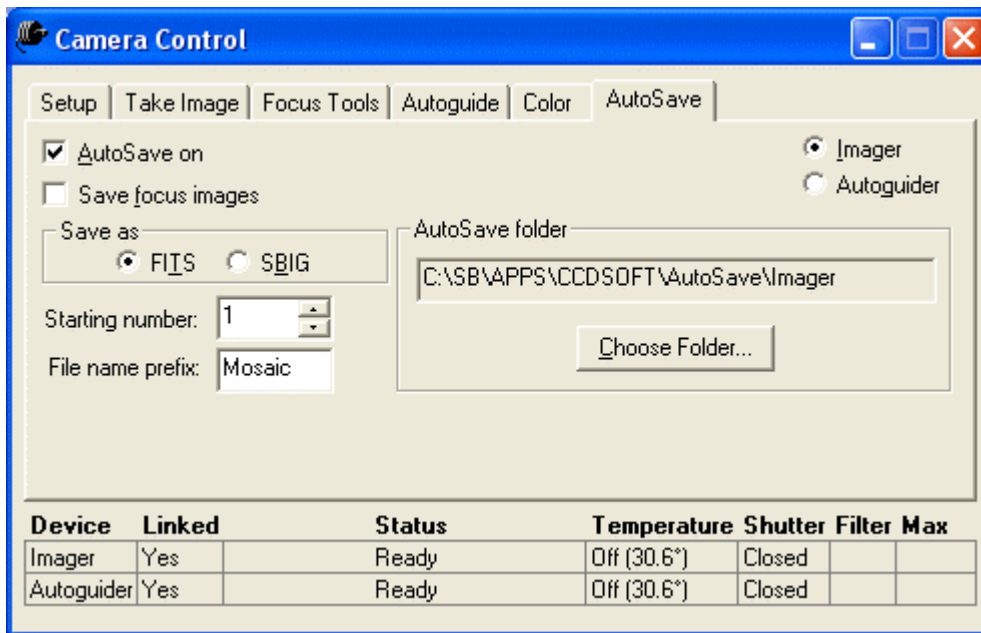 Camera Control
Setup Take Image Focus Tools Autoguide Color AutoSave
AutoSave on
Imager
Save focus images
Autoguider
Save as
FITS SBIG
AutoSave folder
C:\SB\APPS\CCDSOFT\AutoSave\Imager
Starting number: 1
Choose Folder...
File name prefix: Mosaic
Device Linked Status Temperature Shutter Filter Max
Imager Yes Ready Off (30.6°) Closed
Autoguider Yes Ready Off (30.6°) Closed